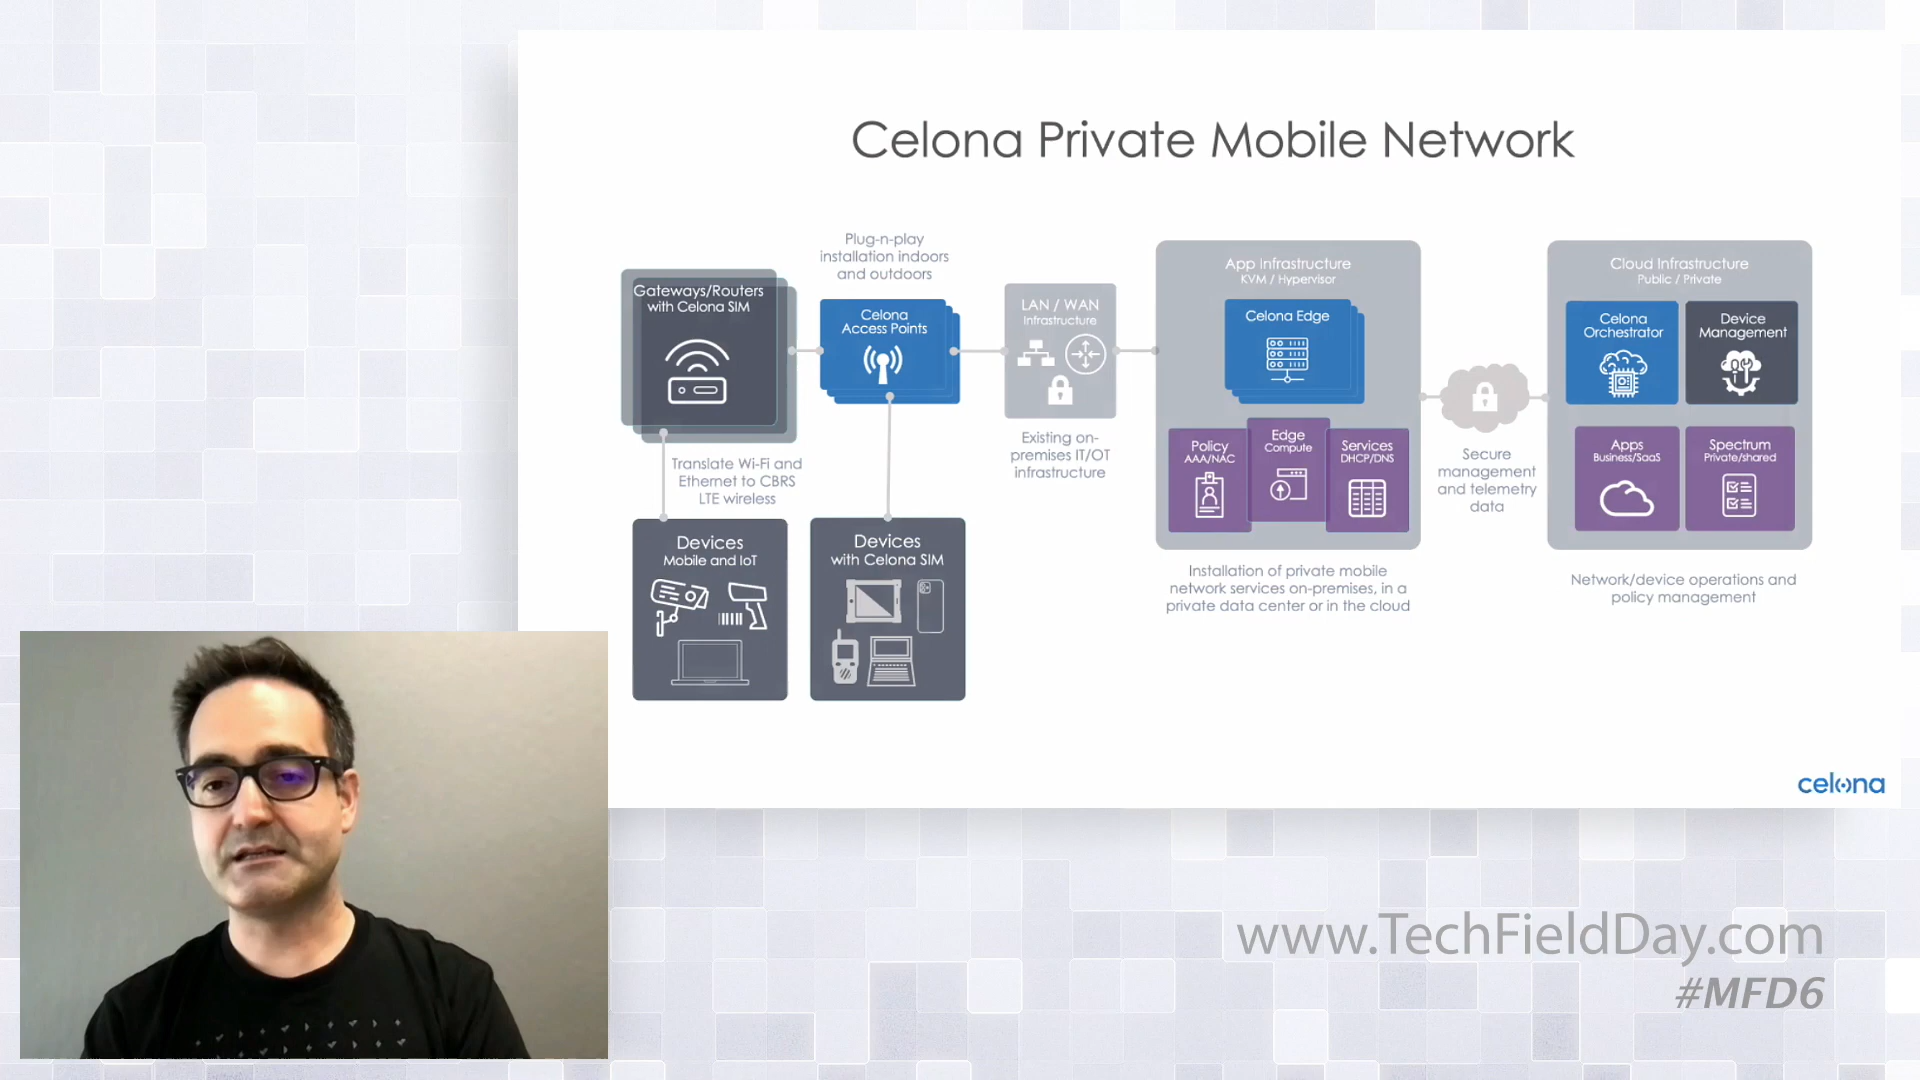 Celona Private Mobile Network
Gateways/Routers
with Celona SIM
Translate Wi-Fi and
Ethernet to CBRS
LTE wireless
Devices
Mobile and IoT
Plug-n-play
installation indoors
and outdoors
Celona
Access Points
Devices
with Celona SIM
LAN / WAN
Infrastructure
Existing on-
premises IT/OT
infrastructure
App Infrastructure
KVM / Hypervisor
Celona Edge
Policy
AAA/NAC
Edge
Compute
Services
DHCP/DNS
Installation of private mobile
network services on-premises, in a
private data center or in the cloud
Secure
management
and telemetry
data
Cloud Infrastructure
Public / Private
Celona
Orchestrator
Device
Management
Apps
Business/SaaS
Spectrum
Private/shared
Network/device operations and
policy management
celona
www.TechFieldDay.com
#MFD6